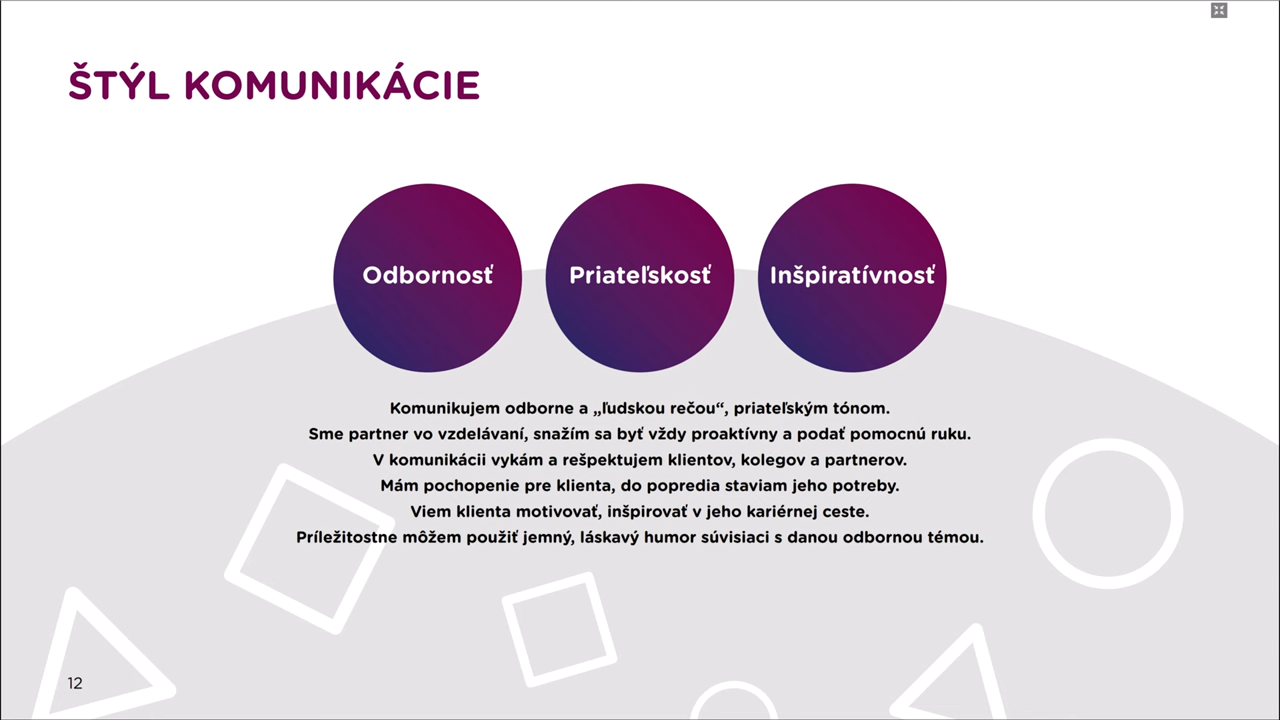 ŠTÝL KOMUNIKÁCIE
Odbornosť
Priateľskosť
Inšpiratívnosť
Komunikujem odborne a „ľudskou rečou“, priateľským tónom.
Sme partner vo vzdelávaní, snažím sa byť vždy proaktívny a podať pomocnú ruku.
V komunikácii vykám a rešpektujem klientov, kolegov a partnerov.
Mám pochopenie pre klienta, do popredia staviam jeho potreby.
Viem klienta motivovať, inšpirovať v jeho kariérnej ceste.
Príležitostne môžem použiť jemný, láskavý humor súvisiaci s danou odbornou témou.
12